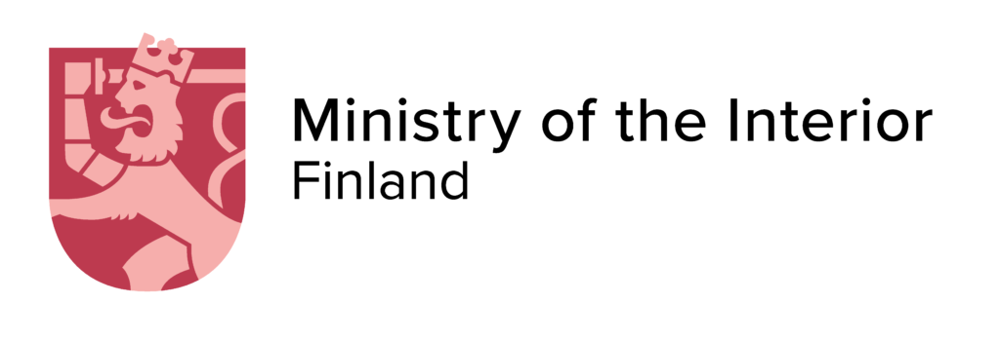 Ministry of the Interior
Finland